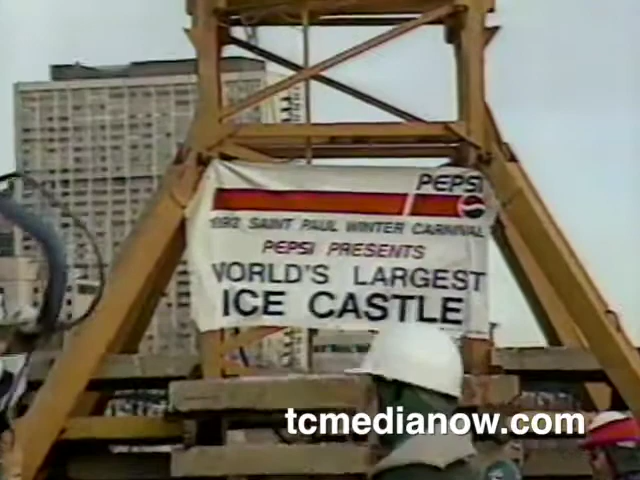 PEPSI
1992 SAINT PAUL WINTER CARNIVAL
PEPSI PRESENTS
WORLD'S LARGEST
ICE CASTLE
tcmedianow.com